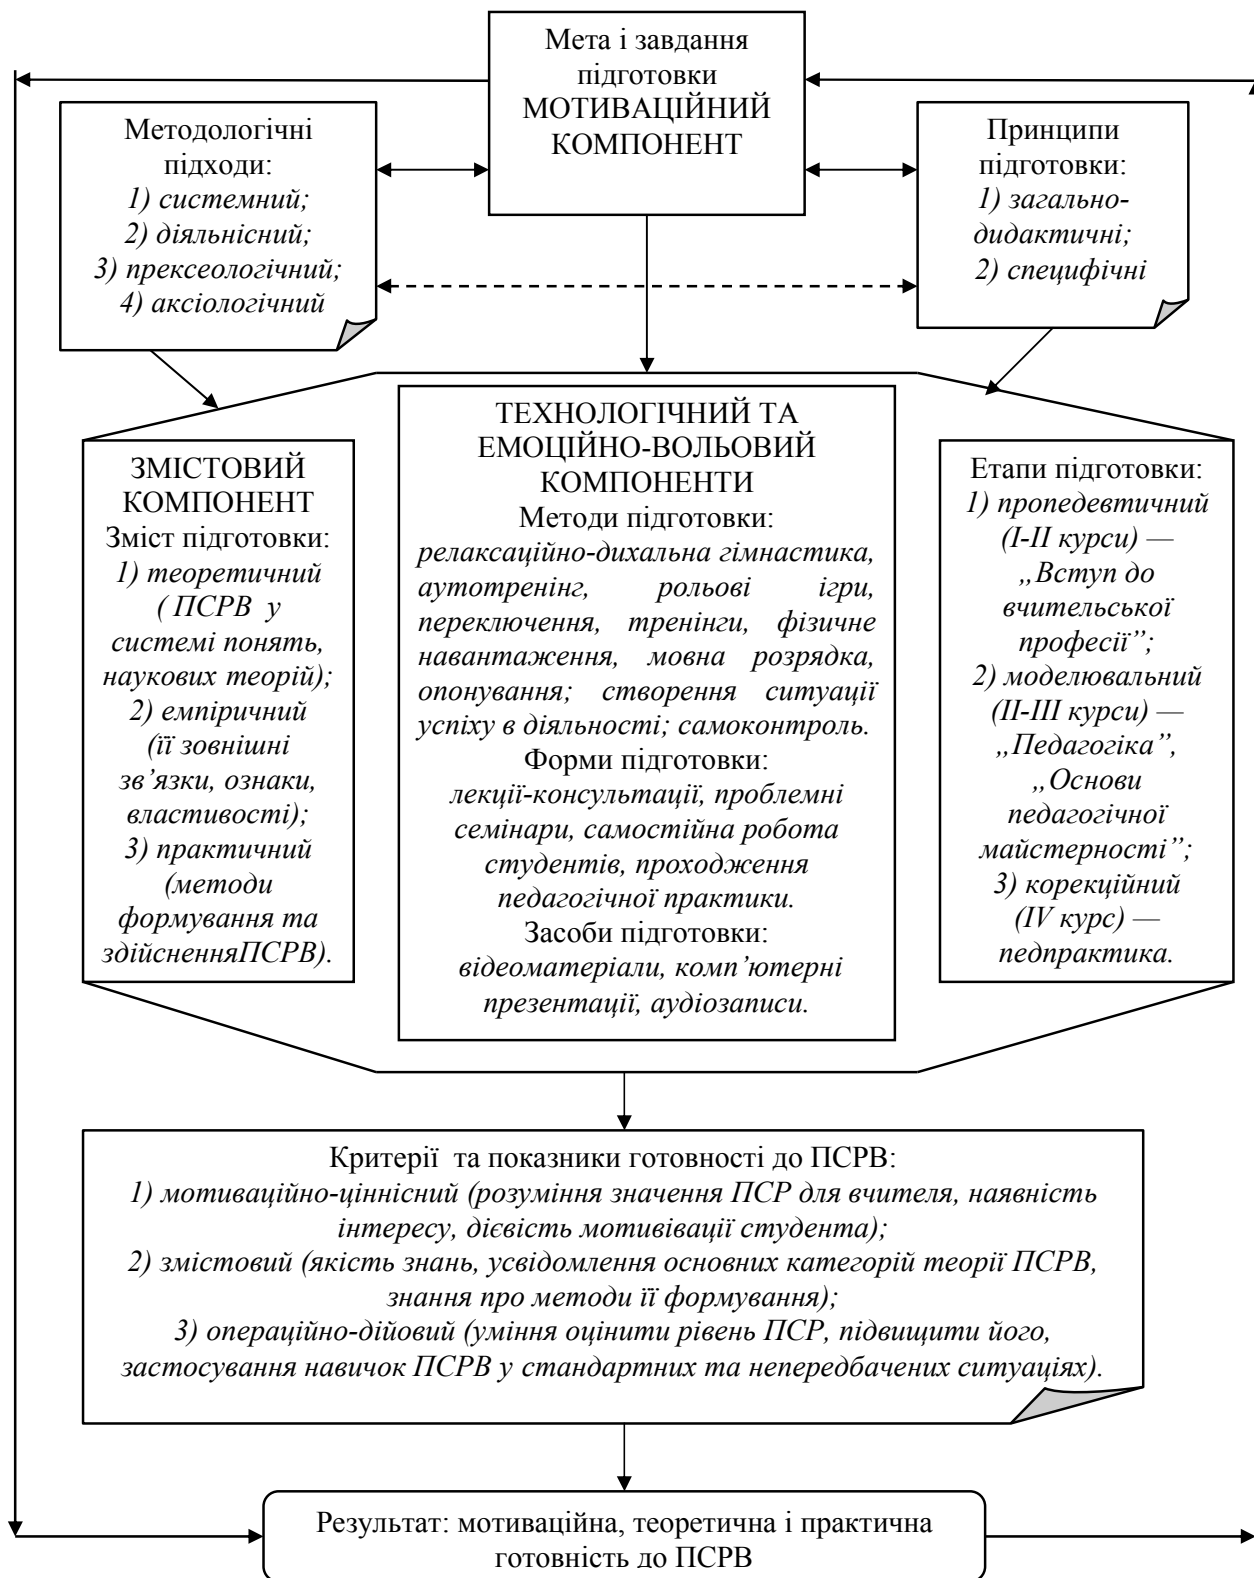 Мета і завдання
підготовки
МОТИВАЦІЙНИЙ
КОМПОНЕНТ
Методологічні
підходи:
1) системний;
2) діяльнісний;
3) прексеологічний;
4) аксіологічний
Принципи
підготовки:
1) загально-
дидактичні;
2) специфічні
ЗМІСТОВИЙ
КОМПОНЕНТ
Зміст підготовки:
1) теоретичний
( ПСРВ у
системі понять,
наукових теорій);
2) емпіричний
(її зовнішні
зв’язки, ознаки,
властивості);
3) практичний
(методи
формування та
здійсненняПСРВ).
ТЕХНОЛОГІЧНИЙ ТА
ЕМОЦІЙНО-ВОЛЬОВИЙ
КОМПОНЕНТИ
Методи підготовки:
релаксаційно-дихальна гімнастика,
аутотренінг, рольові ігри,
переключення, тренінги, фізичне
навантаження, мовна розрядка,
опонування; створення ситуації
успіху в діяльності; самоконтроль.
Форми підготовки:
лекції-консультації, проблемні
семінари, самостійна робота
студентів, проходження
педагогічної практики.
Засоби підготовки:
відеоматеріали, комп’ютерні
презентації, аудіозаписи.
Етапи підготовки:
1) пропедевтичний
(І-ІІ курси) —
„Вступ до
вчительської
професії”;
2) моделювальний
(ІІ-ІІІ курси) —
„Педагогіка”,
„Основи
педагогічної
майстерності”;
3) корекційний
(IV курс) —
педпрактика.
Критерії та показники готовності до ПСРВ:
1) мотиваційно-ціннісний (розуміння значення ПСР для вчителя, наявність
інтересу, дієвість мотивівації студента);
2) змістовий (якість знань, усвідомлення основних категорій теорії ПСРВ,
знання про методи її формування);
3) операційно-дійовий (уміння оцінити рівень ПСР, підвищити його,
застосування навичок ПСРВ у стандартних та непередбачених ситуаціях).
Результат: мотиваційна, теоретична і практична
готовність до ПСРВ